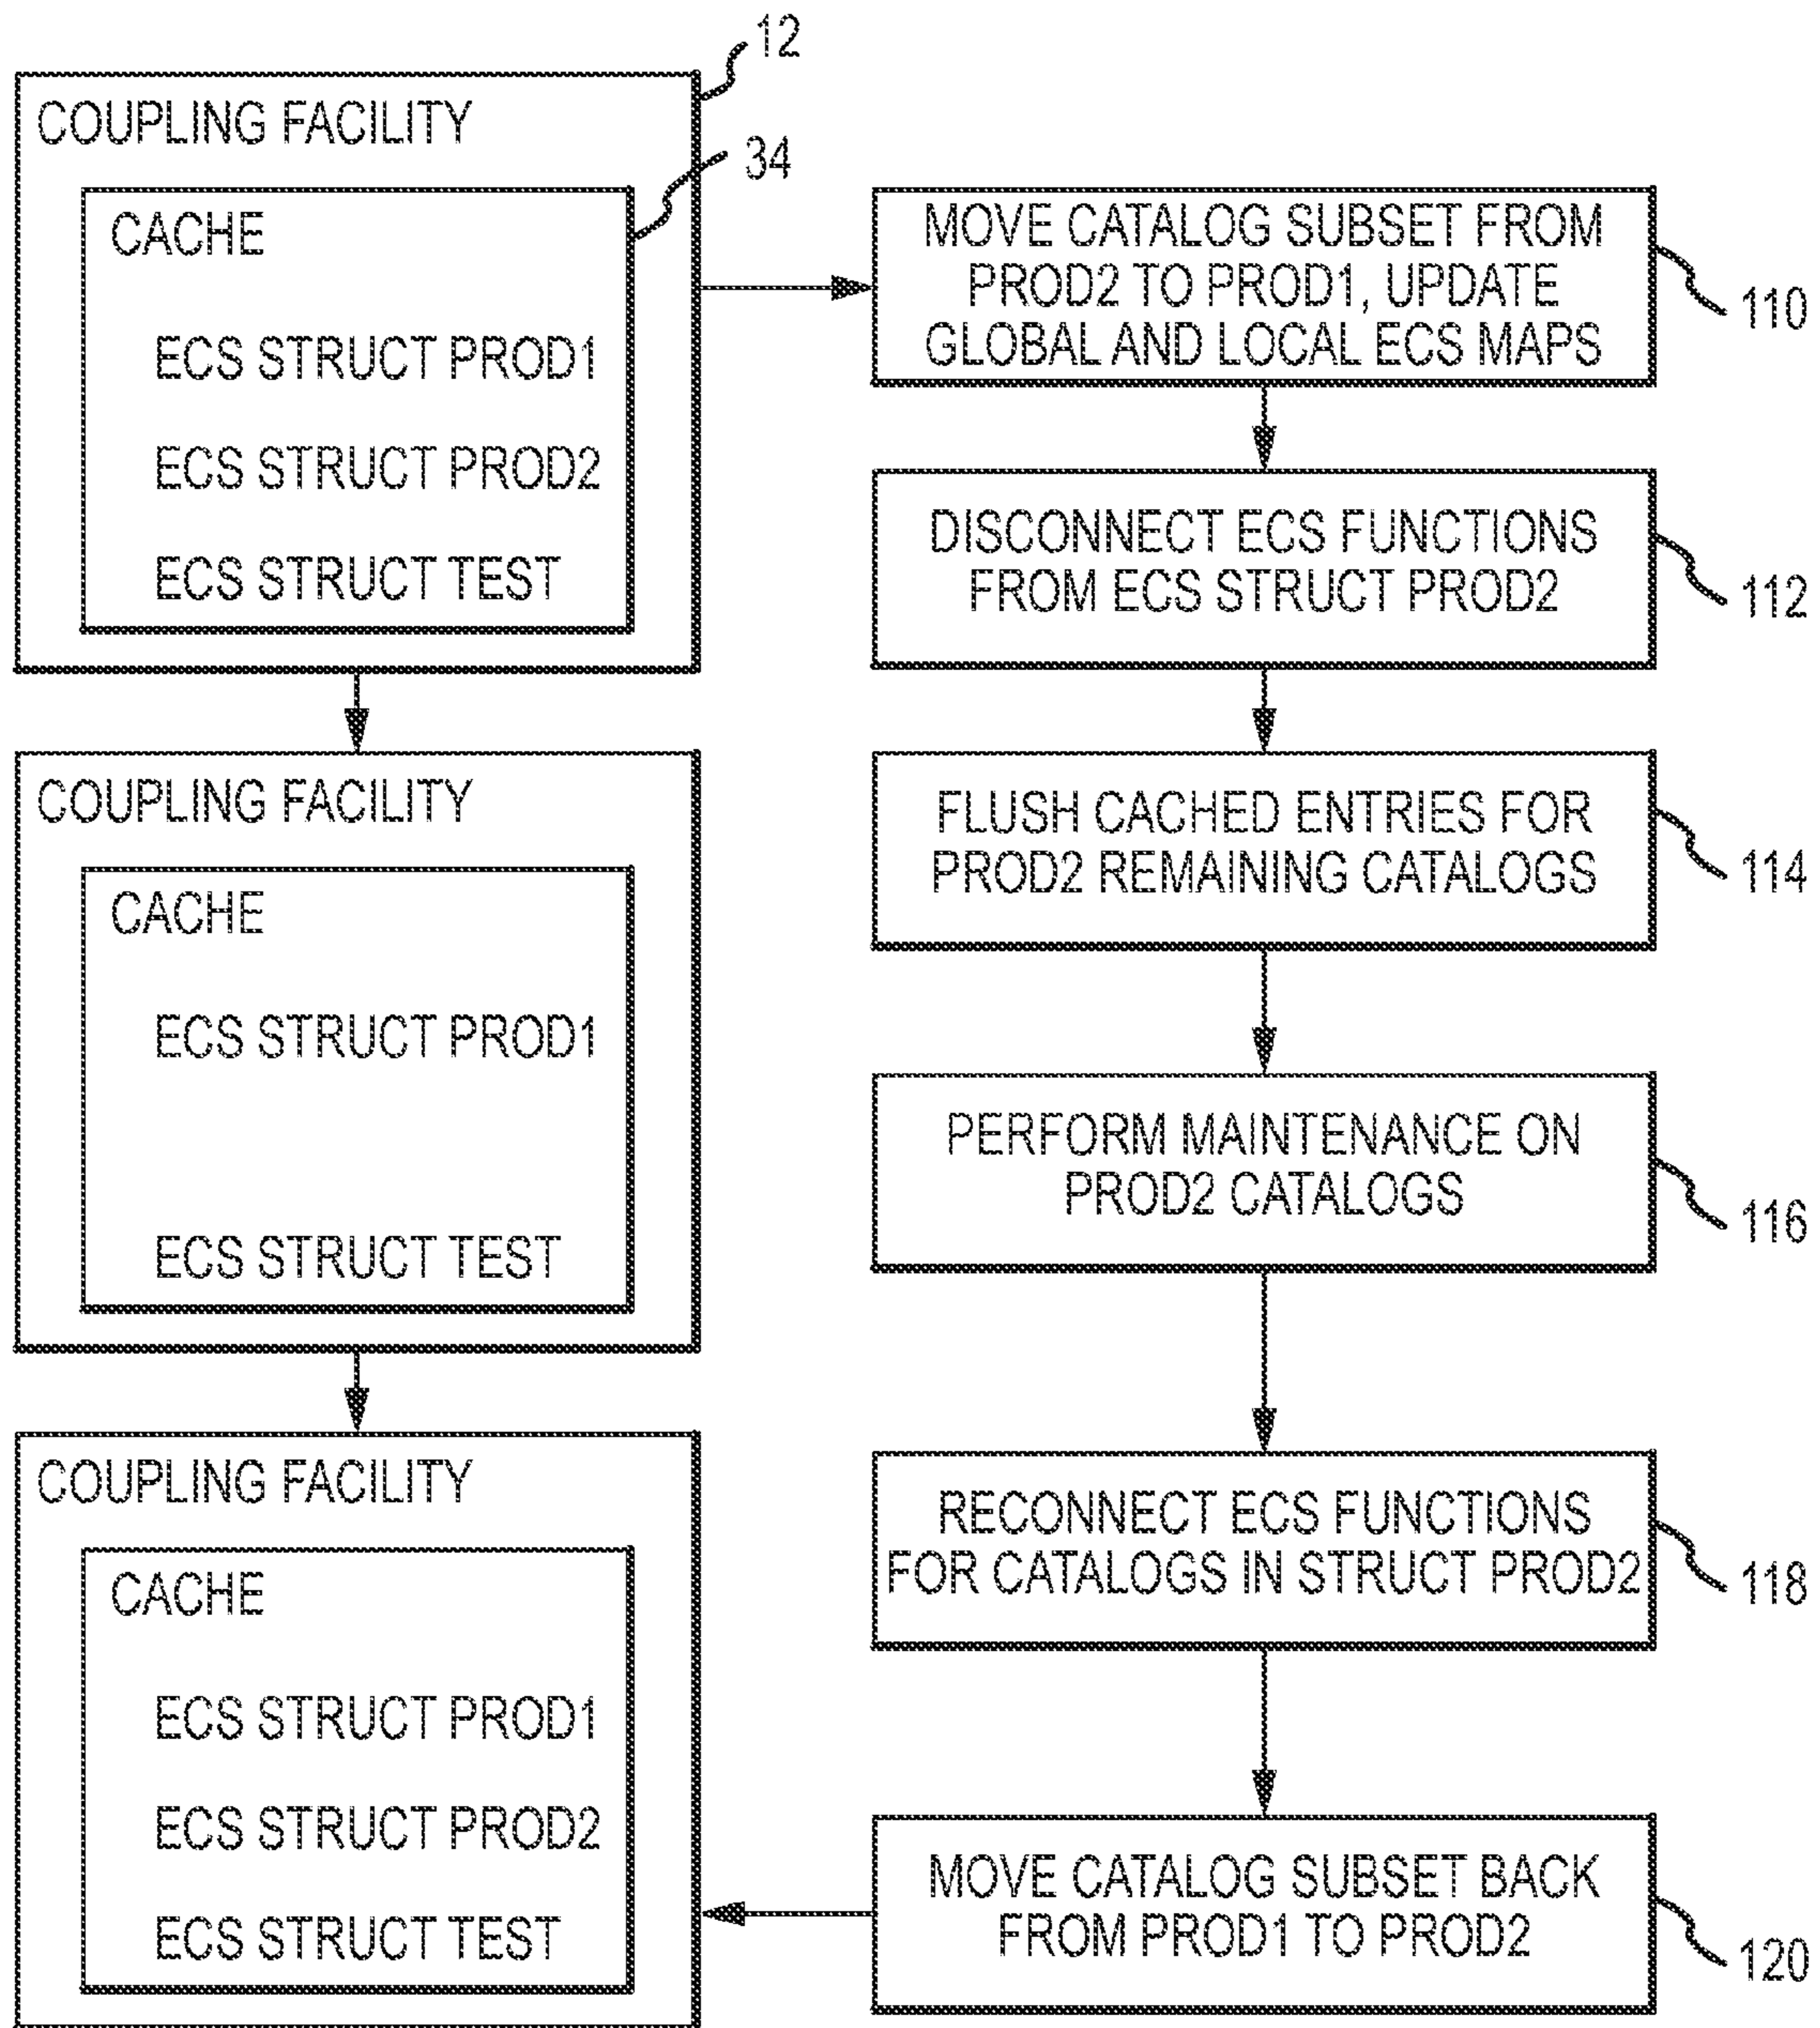 12
COUPLING FACILITY
34
CACHE
ECS STRUCT PROD1
ECS STRUCT PROD2
ECS STRUCT TEST
COUPLING FACILITY
CACHE
ECS STRUCT PROD1
ECS STRUCT TEST
COUPLING FACILITY
CACHE
ECS STRUCT PROD1
ECS STRUCT PROD2
ECS STRUCT TEST
MOVE CATALOG SUBSET FROM
PROD2 TO PROD1, UPDATE
GLOBAL AND LOCAL ECS MAPS
110
DISCONNECT ECS FUNCTIONS
FROM ECS STRUCT PROD2
112
FLUSH CACHED ENTRIES FOR
PROD2 REMAINING CATALOGS
114
PERFORM MAINTENANCE ON
PROD2 CATALOGS
116
RECONNECT ECS FUNCTIONS
FOR CATALOGS IN STRUCT PROD2
118
MOVE CATALOG SUBSET BACK
FROM PROD1 TO PROD2
120